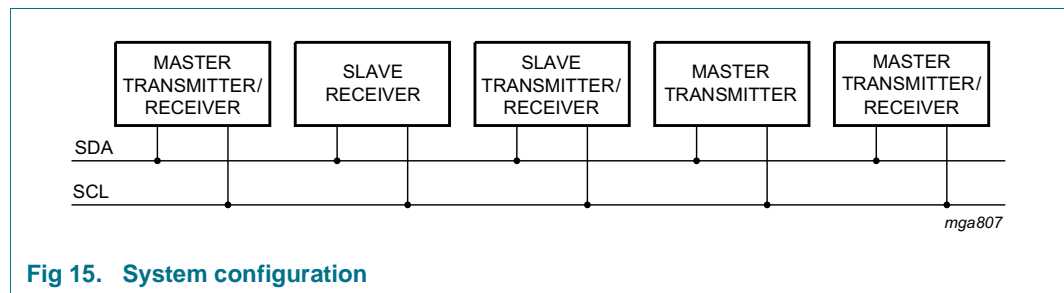 MASTER
TRANSMITTER/
RECEIVER
SLAVE
RECEIVER
SLAVE
TRANSMITTER/
RECEIVER
MASTER
TRANSMITTER
MASTER
TRANSMITTER/
RECEIVER
SDA
SCL
mga807
Fig 15. System configuration